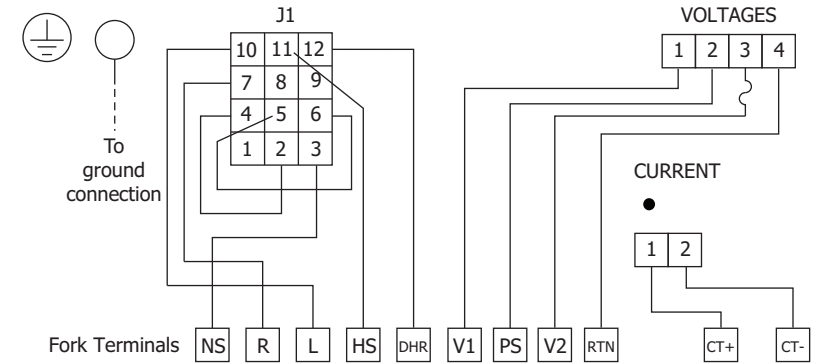 J1
VOLTAGES
10 11 12
1 2 3 4
7 8 9
4 5 6
1 2 3
To
ground
connection
CURRENT
1 2
Fork Terminals NS R L HS DHR V1 PS V2 RTN CT+ CT-